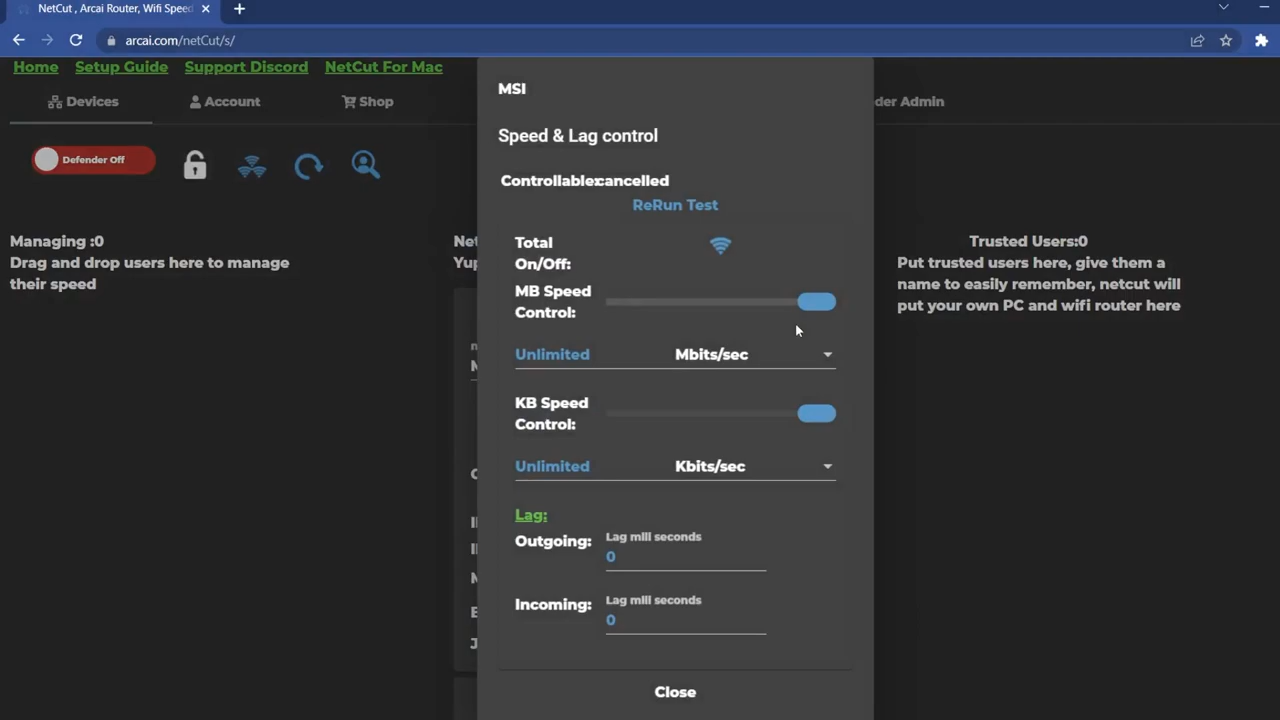 NetCut , Arcai Router, Wifi Speed
arcai.com/netCut/s/
Home Setup Guide Support Discord NetCut For Mac
Devices Account Shop der Admin
MSI
Speed & Lag control
Defender Off
Controllable:cancelled
ReRun Test
Managing :0
Drag and drop users here to manage
their speed
Net
Yup
Total
On/Off:
MB Speed
Control:
Unlimited Mbits/sec
KB Speed
Control:
Unlimited Kbits/sec
Lag:
Outgoing: Lag mill seconds
0
Incoming: Lag mill seconds
0
Close
Trusted Users:0
Put trusted users here, give them a
name to easily remember, netcut will
put your own PC and wifi router here